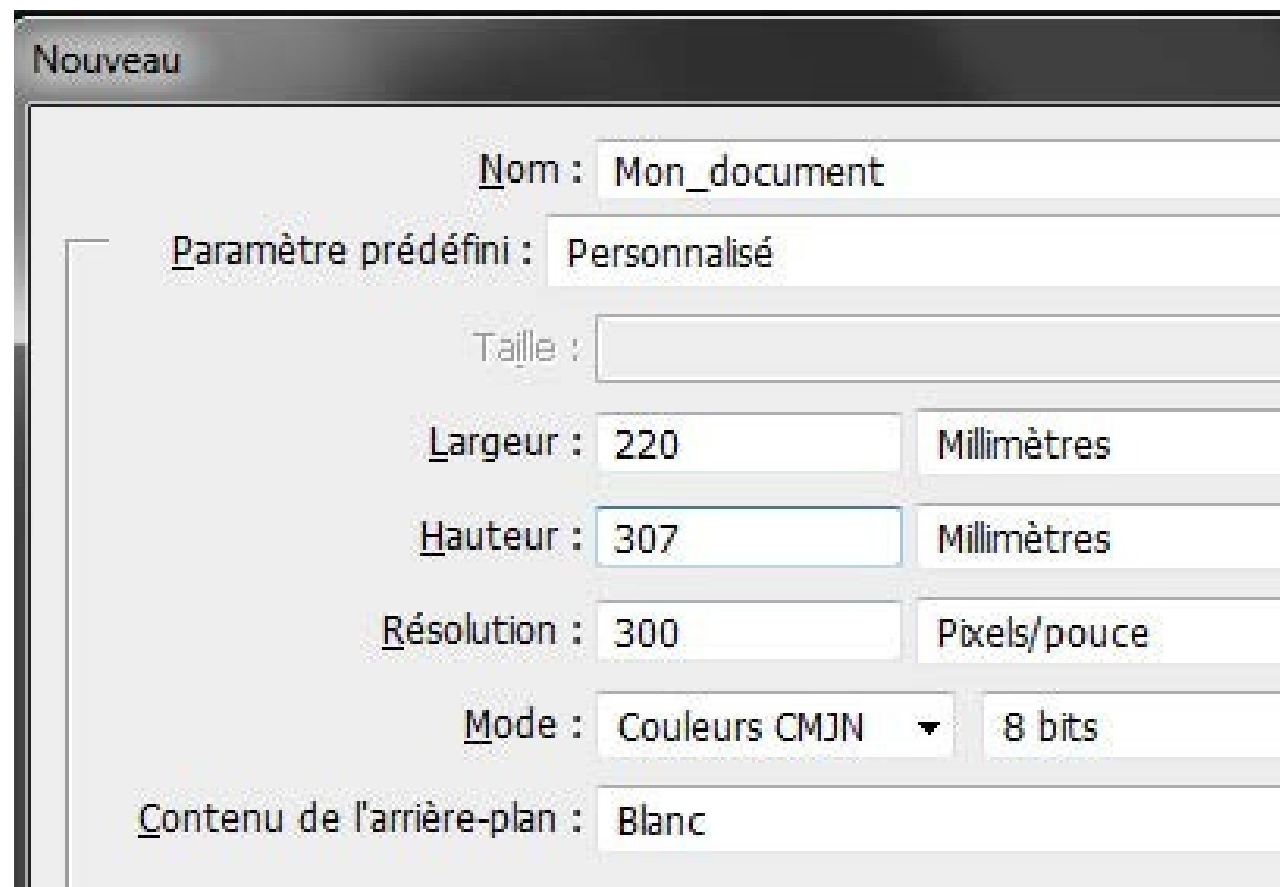 Nouveau
Nom : Mon_document
Paramètre prédéfini : Personnalisé
Taille :
Largeur : 220 Millimètres
Hauteur : 307 Millimètres
Résolution : 300 Pixels/pouce
Mode : Couleurs CMJN 8 bits
Contenu de l'arrière-plan : Blanc